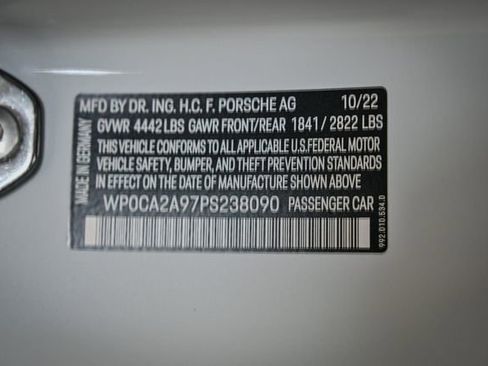 MFD BY DR. ING. H.C. F. PORSCHE AG 10/22
GVWR 4442 LBS GAWR FRONT/REAR 1841 / 2822 LBS
THIS VEHICLE CONFORMS TO ALL APPLICABLE U.S.FEDERAL MOTOR
VEHICLE SAFETY, BUMPER, AND THEFT PREVENTION STANDARDS IN
EFFECT ON THE DATE OF MANUFACTURE SHOWN ABOVE.
WP0CA2A97PS238090 PASSENGER CAR
MADE IN GERMANY
992.010.534.D